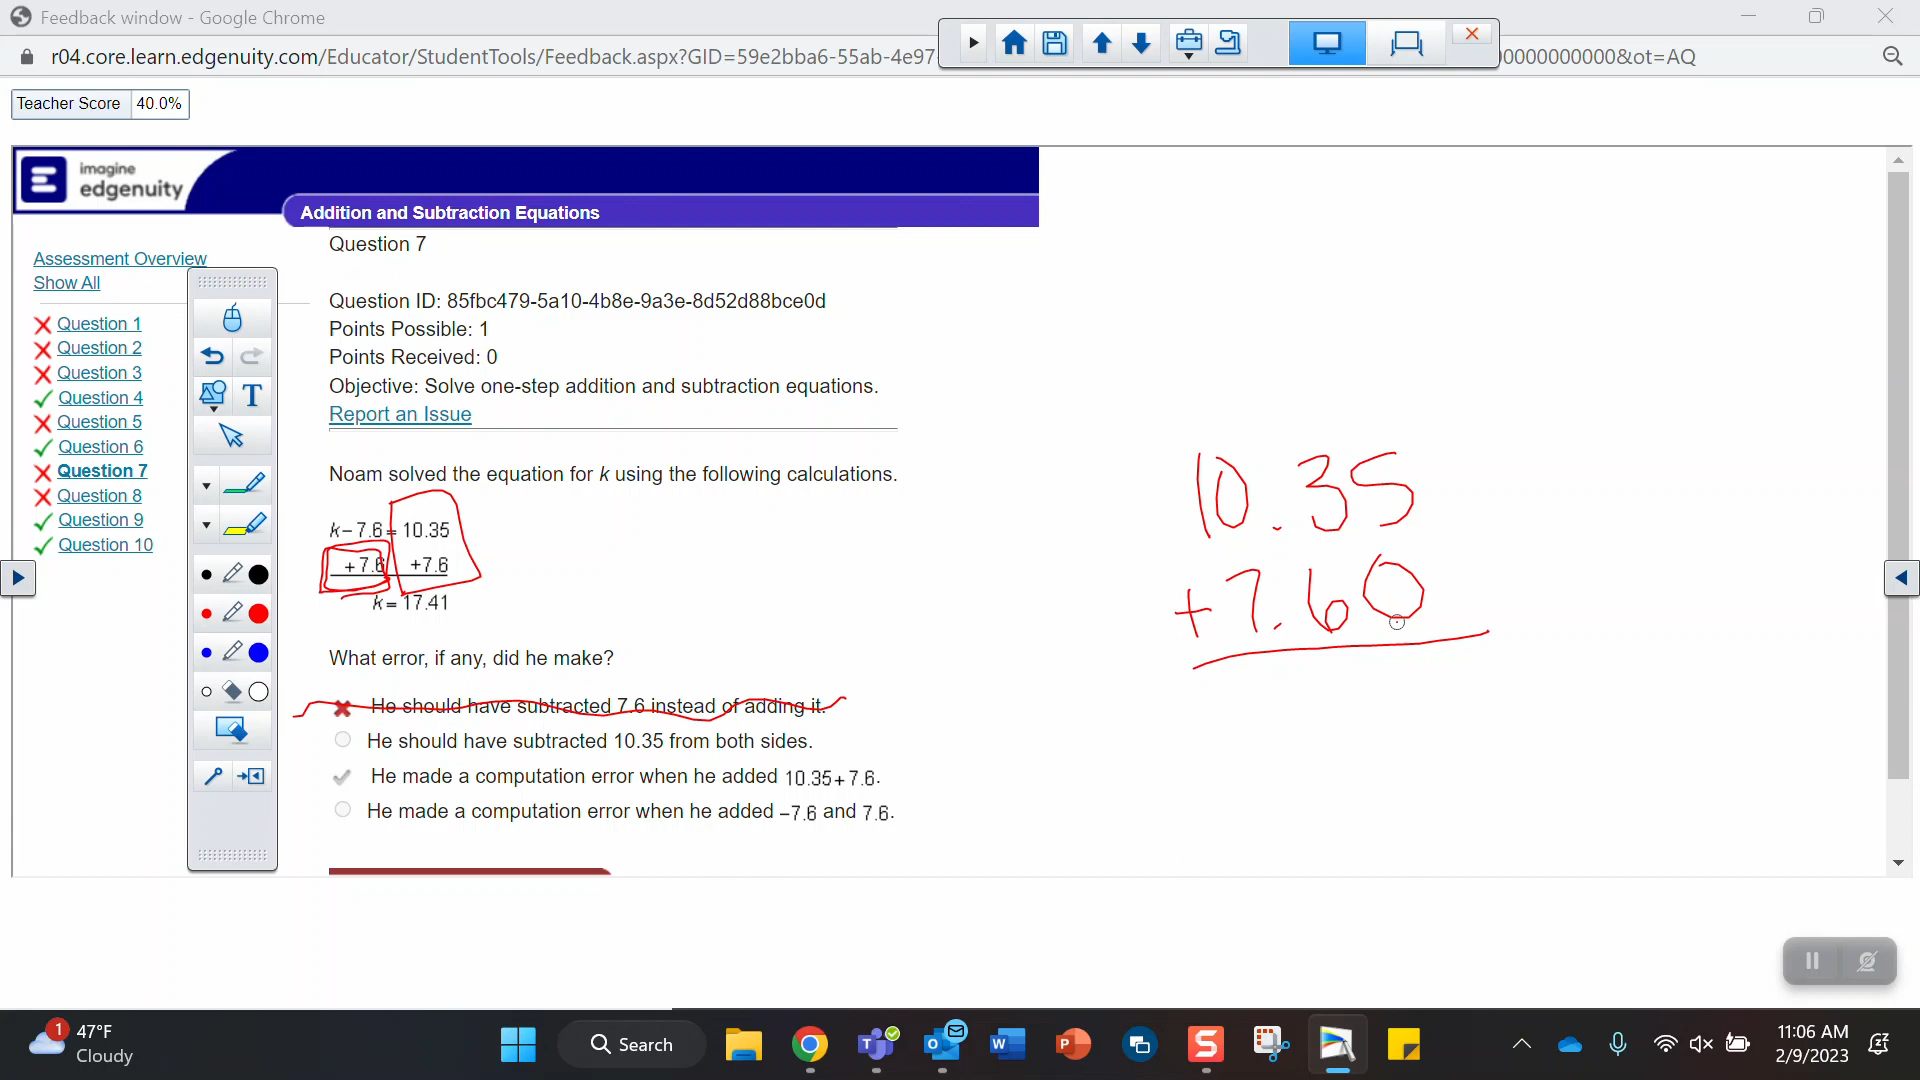 Feedback window - Google Chrome
r04.core.learn.edgenuity.com/Educator/StudentTools/Feedback.aspx?GID=59e2bba6-55ab-4e97- 00000000000&ot=AQ
Teacher Score 40.0%
imagine
edgenuity
Addition and Subtraction Equations
Question 7
Assessment Overview
Show All
Question 1
Question 2
Question 3
Question 4
Question 5
Question 6
Question 7
Question 8
Question 9
Question 10
T
Question ID: 85fbc479-5a10-4b8e-9a3e-8d52d88bce0d
Points Possible: 1
Points Received: 0
Objective: Solve one-step addition and subtraction equations.
Report an Issue
Noam solved the equation for k using the following calculations.
k−7.6=10.35
+7.6 +7.6
k=17.41
What error, if any, did he make?
He should have subtracted 7.6 instead of adding it.
He should have subtracted 10.35 from both sides.
He made a computation error when he added 10.35+7.6.
He made a computation error when he added −7.6 and 7.6.
10.35
+7.60
1
47°F
Cloudy
Search
11:06 AM
2/9/2023